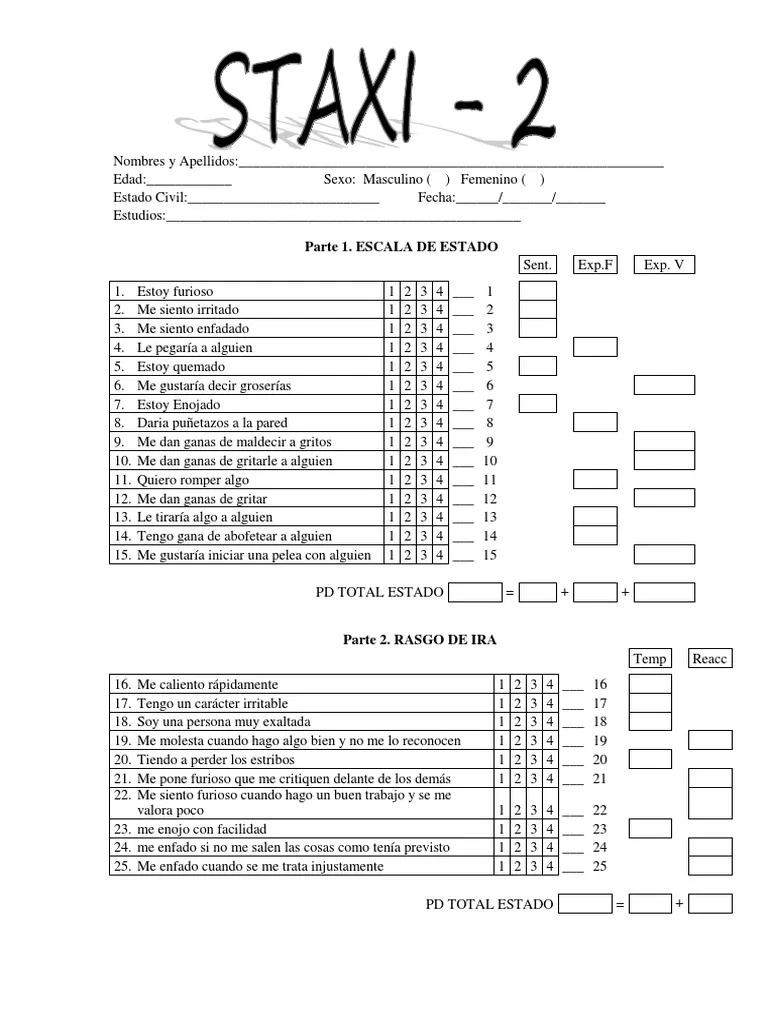 STAXI - 2
Nombres y Apellidos:____________________________________________________________
Edad:____________ Sexo: Masculino ( ) Femenino ( )
Estado Civil:___________________________ Fecha:______/_______/_______
Estudios:__________________________________________________
Parte 1. ESCALA DE ESTADO
Sent. Exp.F Exp. V
1. Estoy furioso 1 2 3 4 ___ 1
2. Me siento irritado 1 2 3 4 ___ 2
3. Me siento enfadado 1 2 3 4 ___ 3
4. Le pegaría a alguien 1 2 3 4 ___ 4
5. Estoy quemado 1 2 3 4 ___ 5
6. Me gustaría decir groserías 1 2 3 4 ___ 6
7. Estoy Enojado 1 2 3 4 ___ 7
8. Daria puñetazos a la pared 1 2 3 4 ___ 8
9. Me dan ganas de maldecir a gritos 1 2 3 4 ___ 9
10. Me dan ganas de gritarle a alguien 1 2 3 4 ___ 10
11. Quiero romper algo 1 2 3 4 ___ 11
12. Me dan ganas de gritar 1 2 3 4 ___ 12
13. Le tiraría algo a alguien 1 2 3 4 ___ 13
14. Tengo gana de abofetear a alguien 1 2 3 4 ___ 14
15. Me gustaría iniciar una pelea con alguien 1 2 3 4 ___ 15
PD TOTAL ESTADO = + +
Parte 2. RASGO DE IRA
Temp Reacc
16. Me caliento rápidamente 1 2 3 4 ___ 16
17. Tengo un carácter irritable 1 2 3 4 ___ 17
18. Soy una persona muy exaltada 1 2 3 4 ___ 18
19. Me molesta cuando hago algo bien y no me lo reconocen 1 2 3 4 ___ 19
20. Tiendo a perder los estribos 1 2 3 4 ___ 20
21. Me pone furioso que me critiquen delante de los demás 1 2 3 4 ___ 21
22. Me siento furioso cuando hago un buen trabajo y se me
valora poco 1 2 3 4 ___ 22
23. me enojo con facilidad 1 2 3 4 ___ 23
24. me enfado si no me salen las cosas como tenía previsto 1 2 3 4 ___ 24
25. Me enfado cuando se me trata injustamente 1 2 3 4 ___ 25
PD TOTAL ESTADO = +